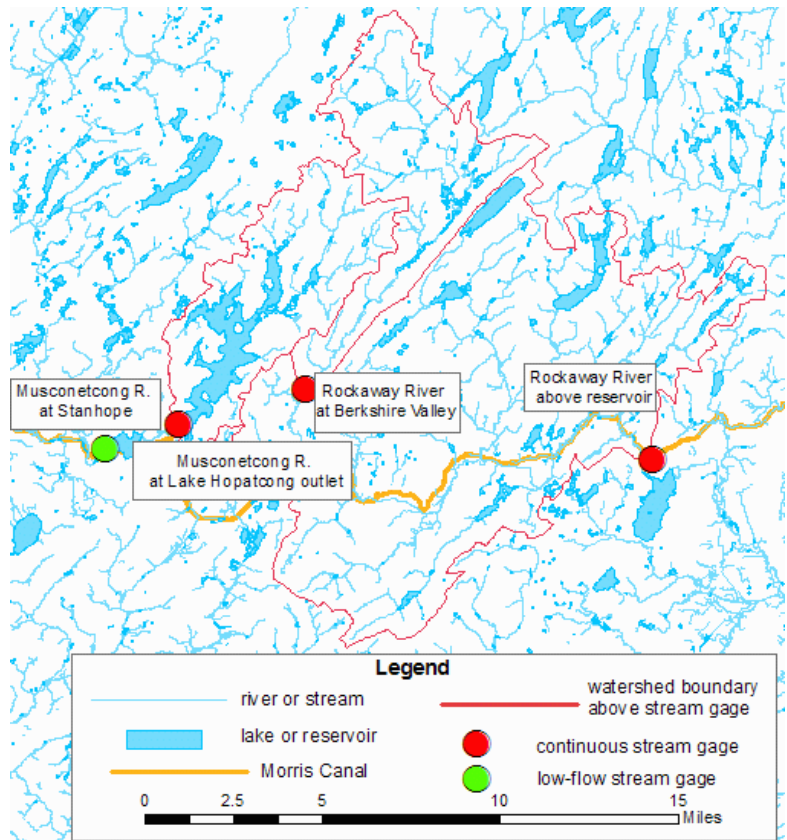 Musconetcong R.
at Stanhope
Rockaway River
at Berkshire Valley
Rockaway River
above reservoir
Musconetcong R.
at Lake Hopatcong outlet
Legend
river or stream
lake or reservoir
Morris Canal
watershed boundary
above stream gage
continuous stream gage
low-flow stream gage
0 2.5 5 10 15
Miles